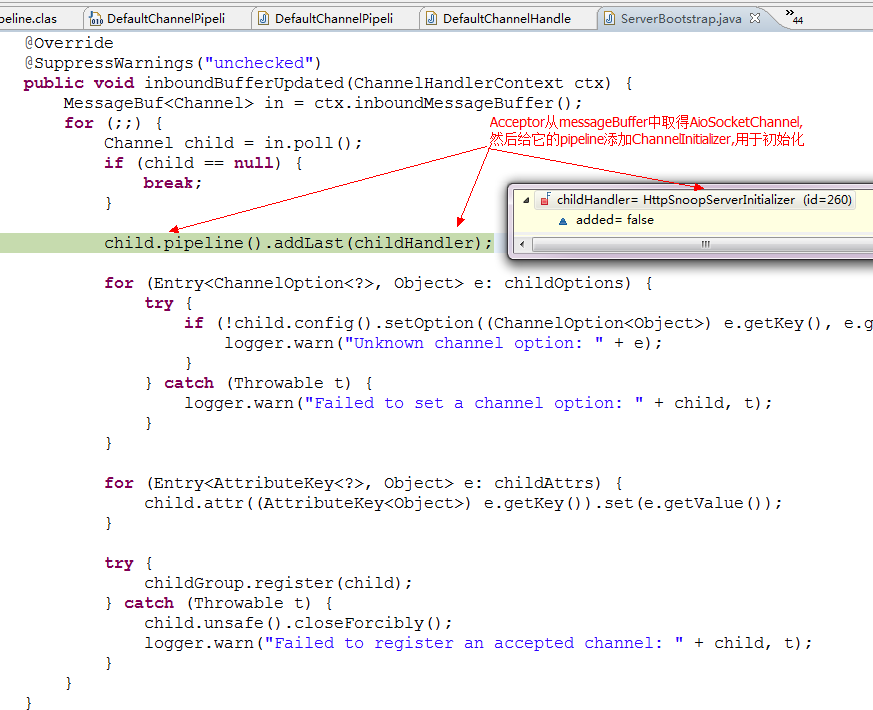 peline.clas DefaultChannelPipeli DefaultChannelPipeli DefaultChannelHandle ServerBootstrap.java »44
@Override
@SuppressWarnings("unchecked")
public void inboundBufferUpdated(ChannelHandlerContext ctx) {
MessageBuf<Channel> in = ctx.inboundMessageBuffer();
for (;;) {
Acceptor从messageBuffer中取得AioSocketChannel,
然后给它的pipeline添加ChannelInitializer,用于初始化
Channel child = in.poll();
if (child == null) {
break;
}
childHandler= HttpSnoopServerInitializer (id=260)
added= false
child.pipeline().addLast(childHandler);
for (Entry<ChannelOption<?>, Object> e: childOptions) {
try {
if (!child.config().setOption((ChannelOption<Object>) e.getKey(), e.g
logger.warn("Unknown channel option: " + e);
}
} catch (Throwable t) {
logger.warn("Failed to set a channel option: " + child, t);
}
}
for (Entry<AttributeKey<?>, Object> e: childAttrs) {
child.attr((AttributeKey<Object>) e.getKey()).set(e.getValue());
}
try {
childGroup.register(child);
} catch (Throwable t) {
child.unsafe().closeForcibly();
logger.warn("Failed to register an accepted channel: " + child, t);
}
}
}